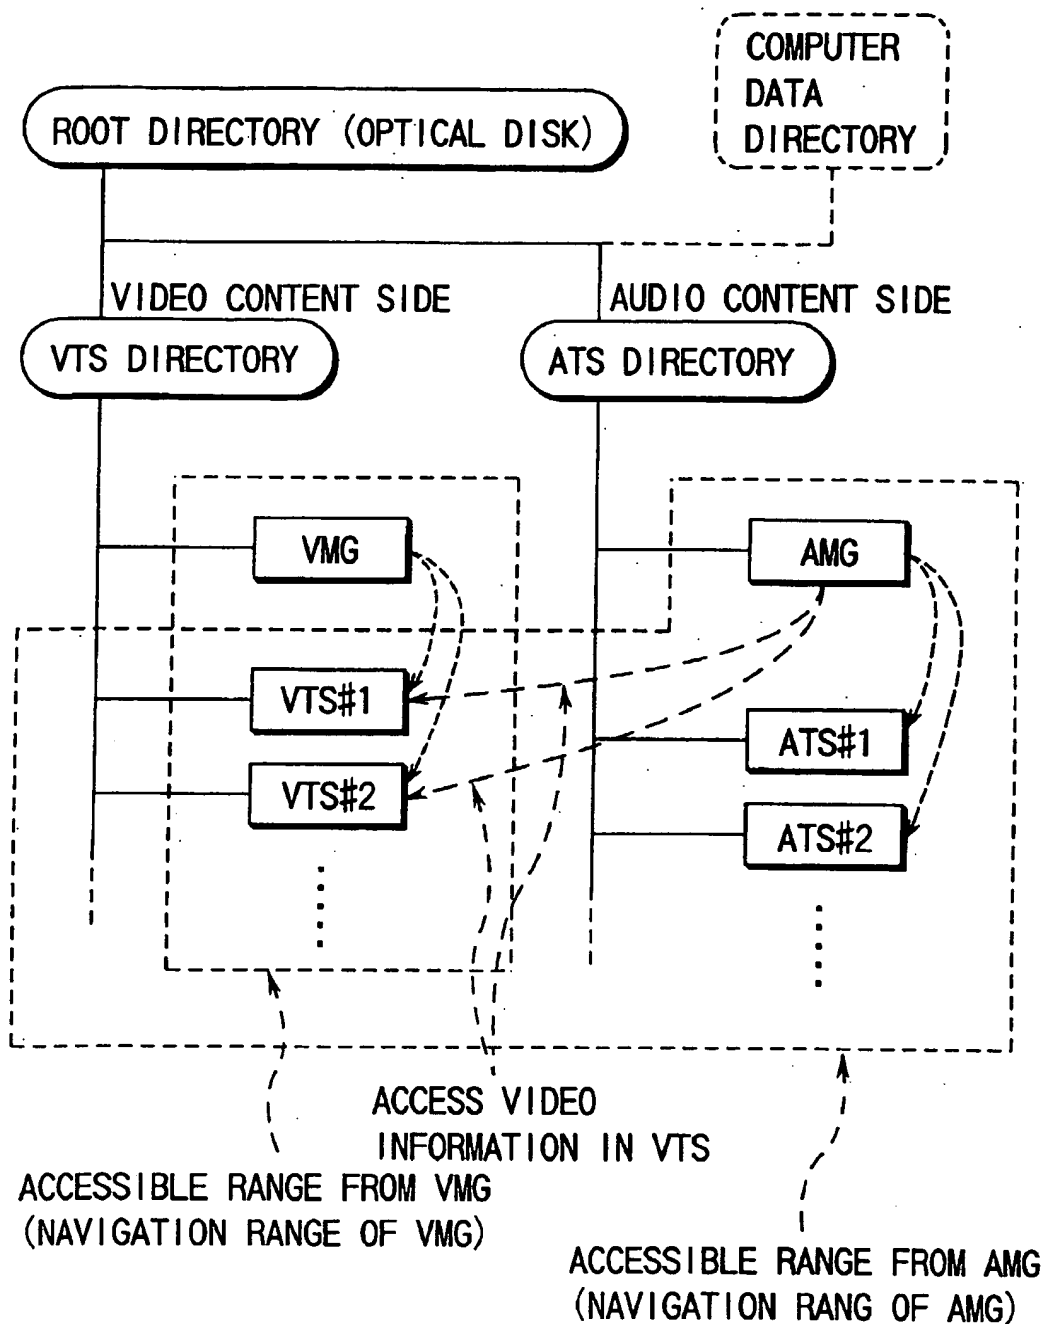 COMPUTER
DATA
DIRECTORY
ROOT DIRECTORY (OPTICAL DISK)
VIDEO CONTENT SIDE
AUDIO CONTENT SIDE
VTS DIRECTORY
ATS DIRECTORY
VMG
AMG
VTS#1
ATS#1
VTS#2
ATS#2
ACCESS VIDEO
INFORMATION IN VTS
ACCESSIBLE RANGE FROM VMG
(NAVIGATION RANGE OF VMG)
ACCESSIBLE RANGE FROM AMG
(NAVIGATION RANG OF AMG)